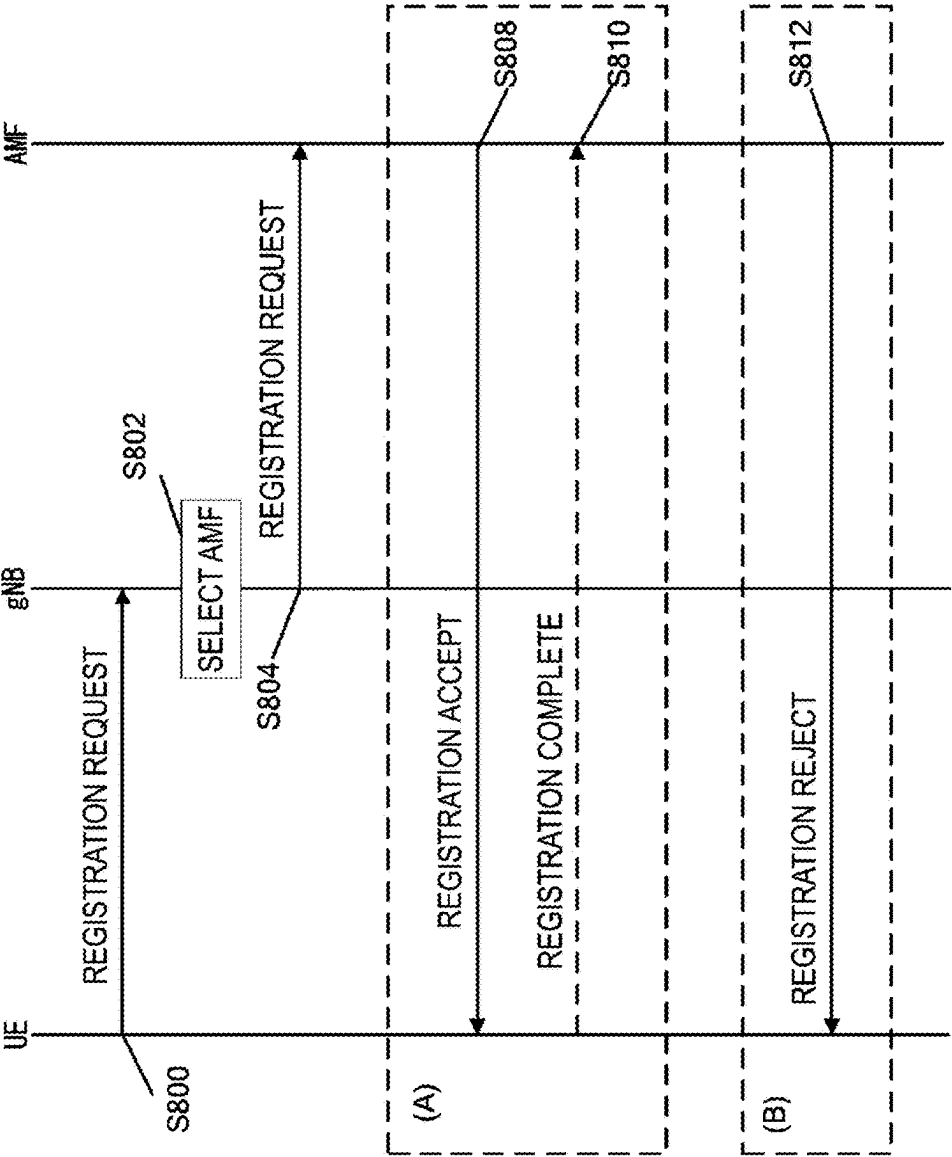 UE
gNB
AMF
REGISTRATION REQUEST
S800
S802
SELECT AMF
REGISTRATION REQUEST
S804
(A)
REGISTRATION ACCEPT
S808
REGISTRATION COMPLETE
S810
(B)
REGISTRATION REJECT
S812